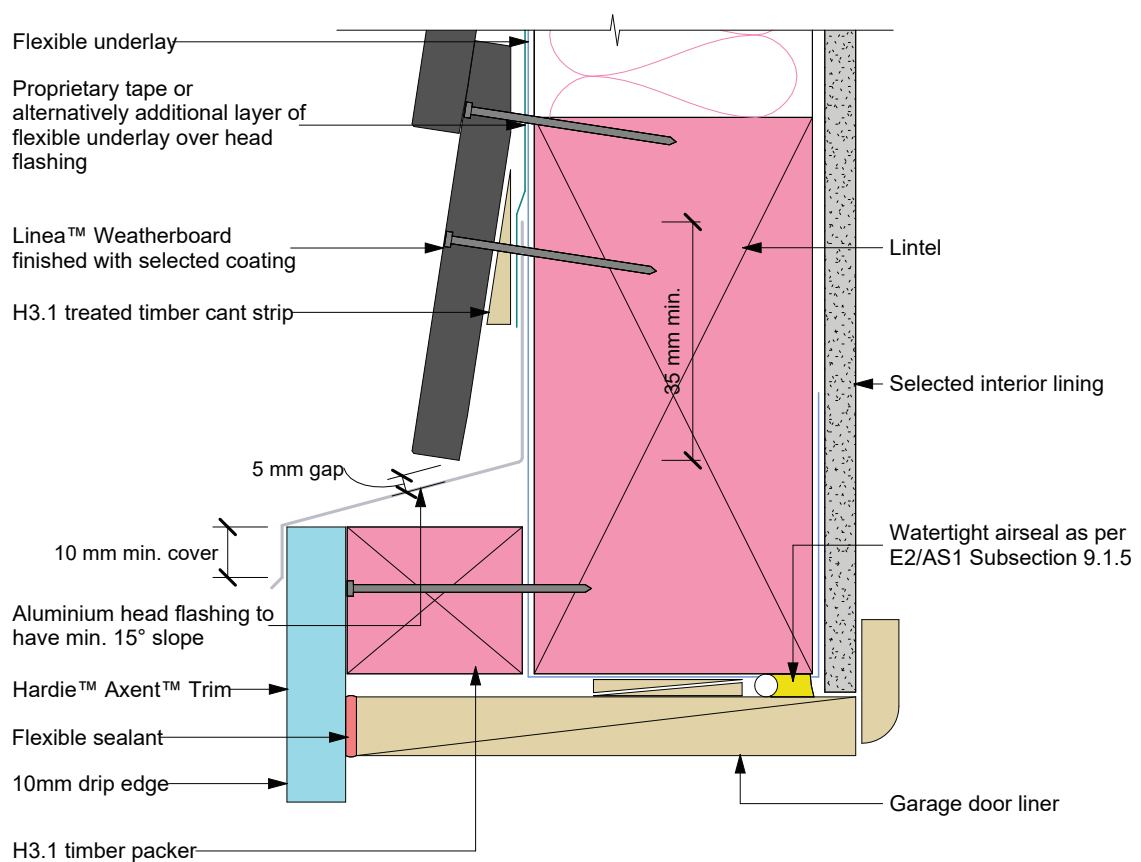 Flexible underlay
Proprietary tape or
alternatively additional layer of
flexible underlay over head
flashing
Linea™ Weatherboard
finished with selected coating
H3.1 treated timber cant strip
5 mm gap
10 mm min. cover
Aluminium head flashing to
have min. 15° slope
Hardie™ Axent™ Trim
Flexible sealant
10mm drip edge
H3.1 timber packer
35 mm min.
Lintel
Selected interior lining
Watertight airseal as per
E2/AS1 Subsection 9.1.5
Garage door liner